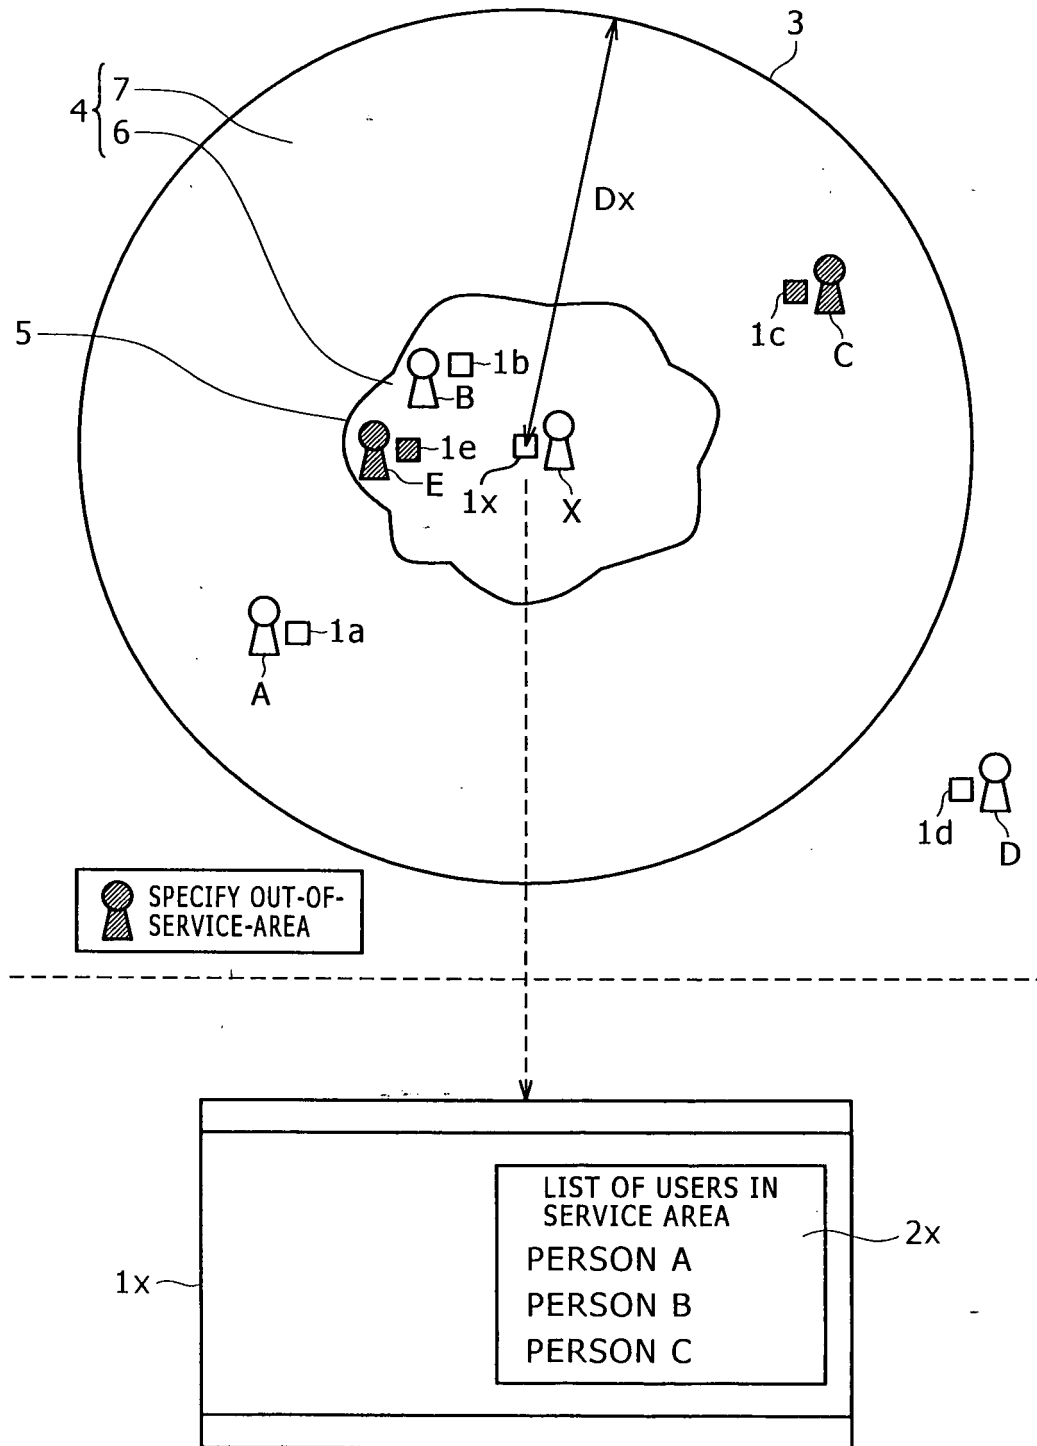 3
7
4
6
Dx
1c
C
5
1b
B
1e
E
1x
X
1a
A
1d
D
SPECIFY OUT-OF-
SERVICE-AREA
LIST OF USERS IN
SERVICE AREA
2x
PERSON A
1x
PERSON B
PERSON C